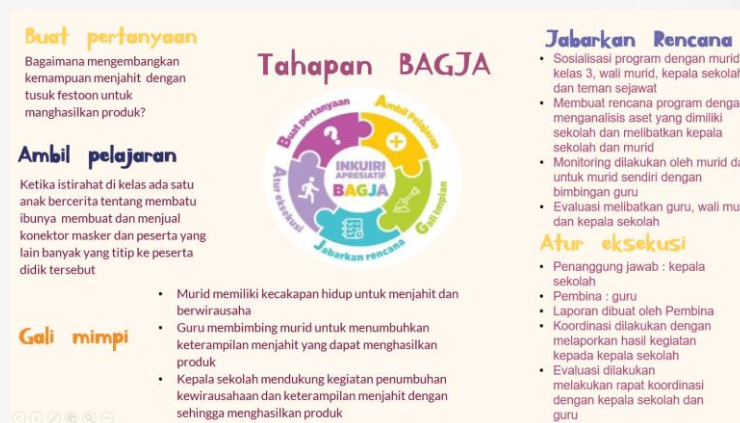 Buat pertanyaan
Bagaimana mengembangkan
kemampuan menjahit dengan
tusuk festoon untuk
manghasilkan produk?
Ambil pelajaran
Ketika istirahat di kelas ada satu
anak bercerita tentang membatu
ibunya membuat dan menjual
konektor masker dan peserta yang
lain banyak yang titip ke peserta
didik tersebut
Gali mimpi
Tahapan BAGJA
Buat pertanyaan
Ambil Pelajaran
Gali Impian
Jabarkan rencana
Atur eksekusi
INKUIRI
APRESIATIF
BAGJA
• Murid memiliki kecakapan hidup untuk menjahit dan
berwirausaha
• Guru membimbing murid untuk menumbuhkan
keterampilan menjahit yang dapat menghasilkan
produk
• Kepala sekolah mendukung kegiatan penumbuhan
kewirausahaan dan keterampilan menjahit dengan
sehingga menghasilkan produk
Jabarkan Rencana
• Sosialisasi program dengan murid
kelas 3, wali murid, kepala sekolah
dan teman sejawat
• Membuat rencana program denga
menganalisis aset yang dimiliki
sekolah dan melibatkan kepala
sekolah dan murid
• Monitoring dilakukan oleh murid da
untuk murid sendiri dengan
bimbingan guru
• Evaluasi melibatkan guru, wali mu
dan kepala sekolah
Atur eksekusi
• Penanggung jawab : kepala
sekolah
• Pembina : guru
• Laporan dibuat oleh Pembina
• Koordinasi dilakukan dengan
melaporkan hasil kegiatan
kepada kepala sekolah
• Evaluasi dilakukan
melakukan rapat koordinasi
dengan kepala sekolah dan
guru